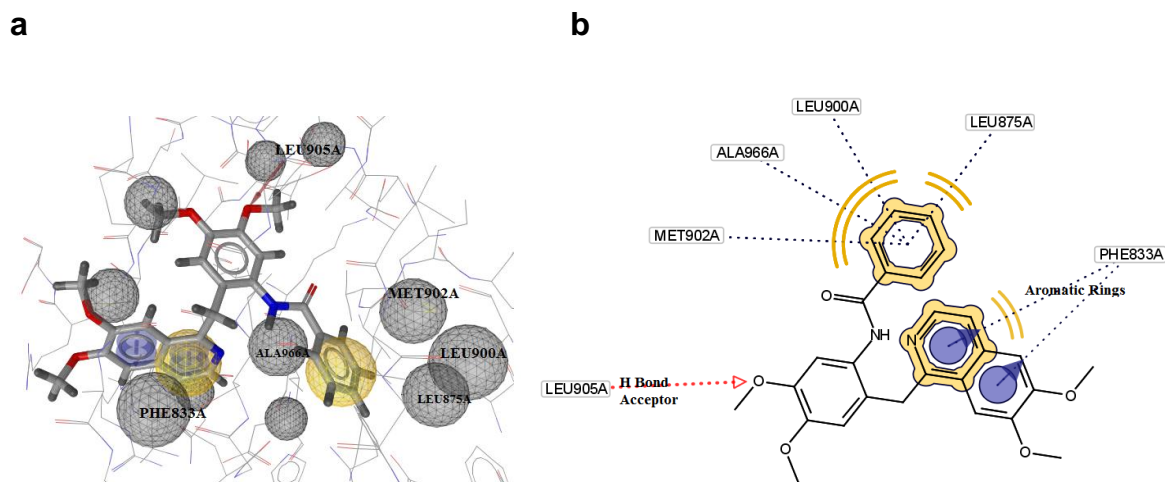 a
b
LEU905A
MET902A
ALA966A
LEU900A
LEU875A
PHE833A
LEU900A
LEU875A
ALA966A
MET902A
PHE833A
Aromatic Rings
O
N
NH
LEU905A
H Bond
Acceptor
O
O
O
O